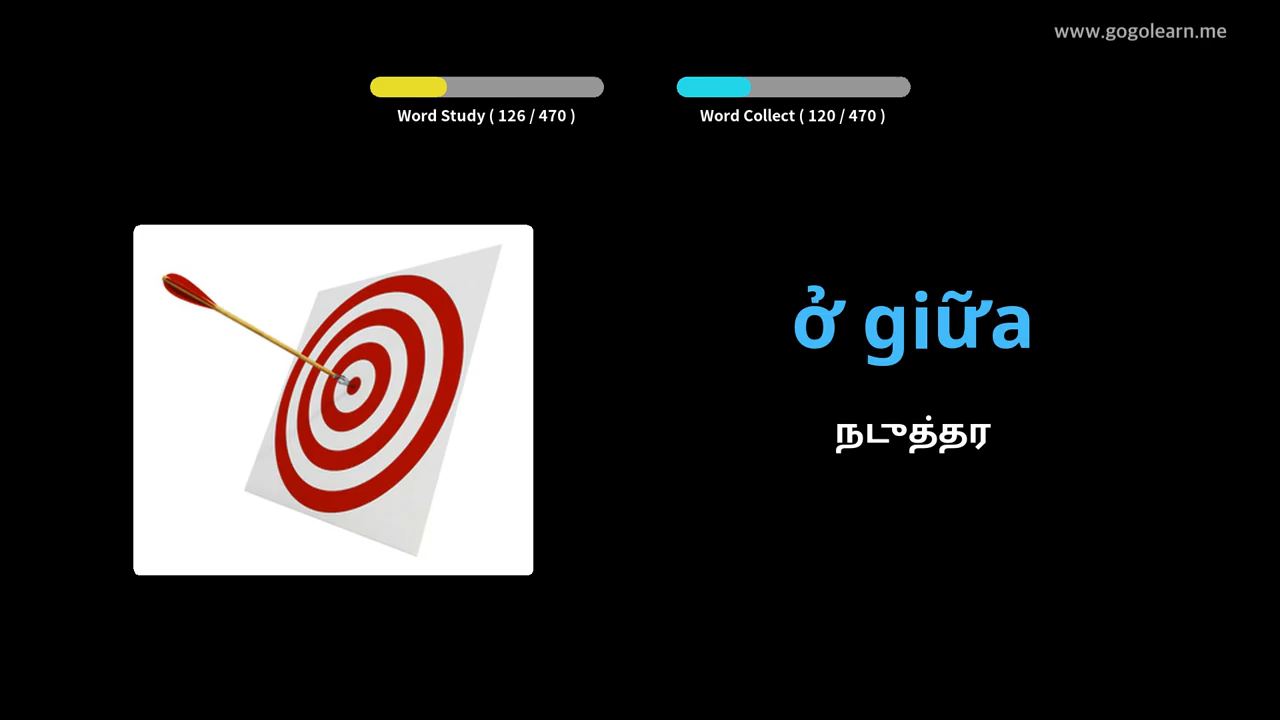 www.gogolearn.me
Word Study ( 126 / 470 )
Word Collect ( 120 / 470 )
ở giữa
நடுத்தர